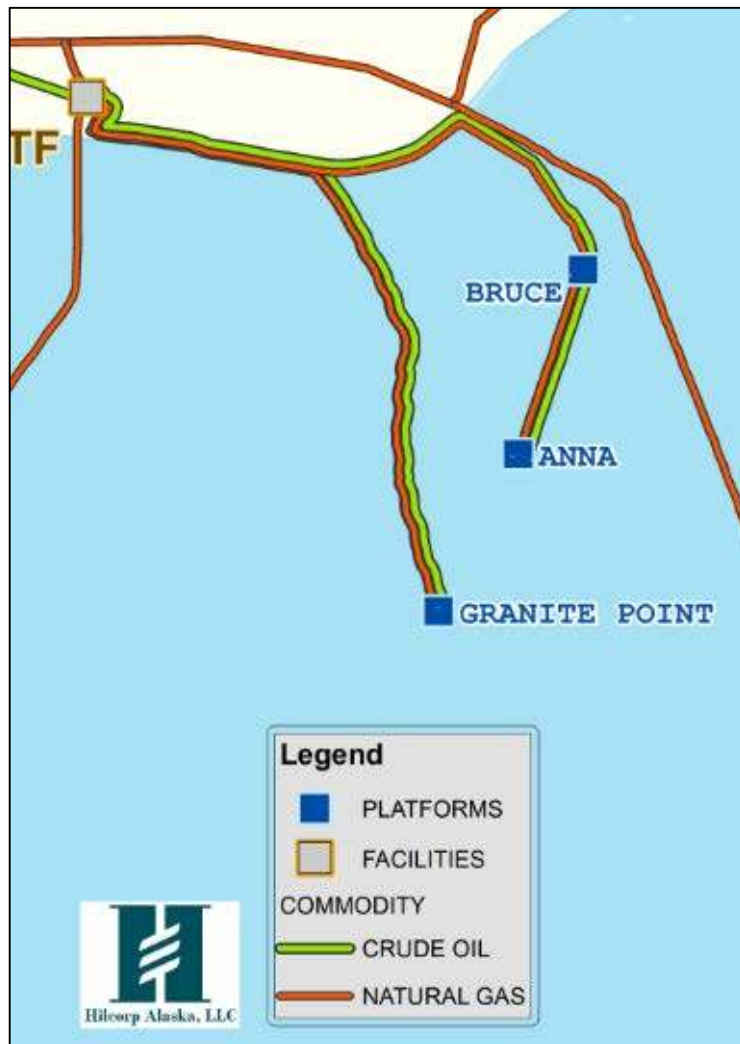 TF
BRUCE
ANNA
GRANITE POINT
Legend
PLATFORMS
FACILITIES
COMMODITY
CRUDE OIL
NATURAL GAS
Hilcorp Alaska, LLC